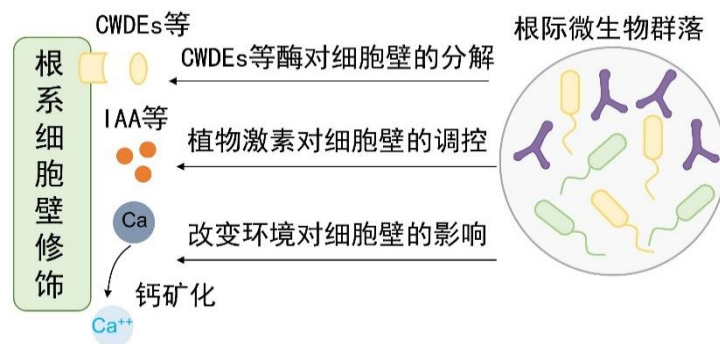 CWDEs等
根际微生物群落
CWDEs等酶对细胞壁的分解
根系细胞壁修饰
IAA等
植物激素对细胞壁的调控
Ca
改变环境对细胞壁的影响
钙矿化
Ca⁺⁺